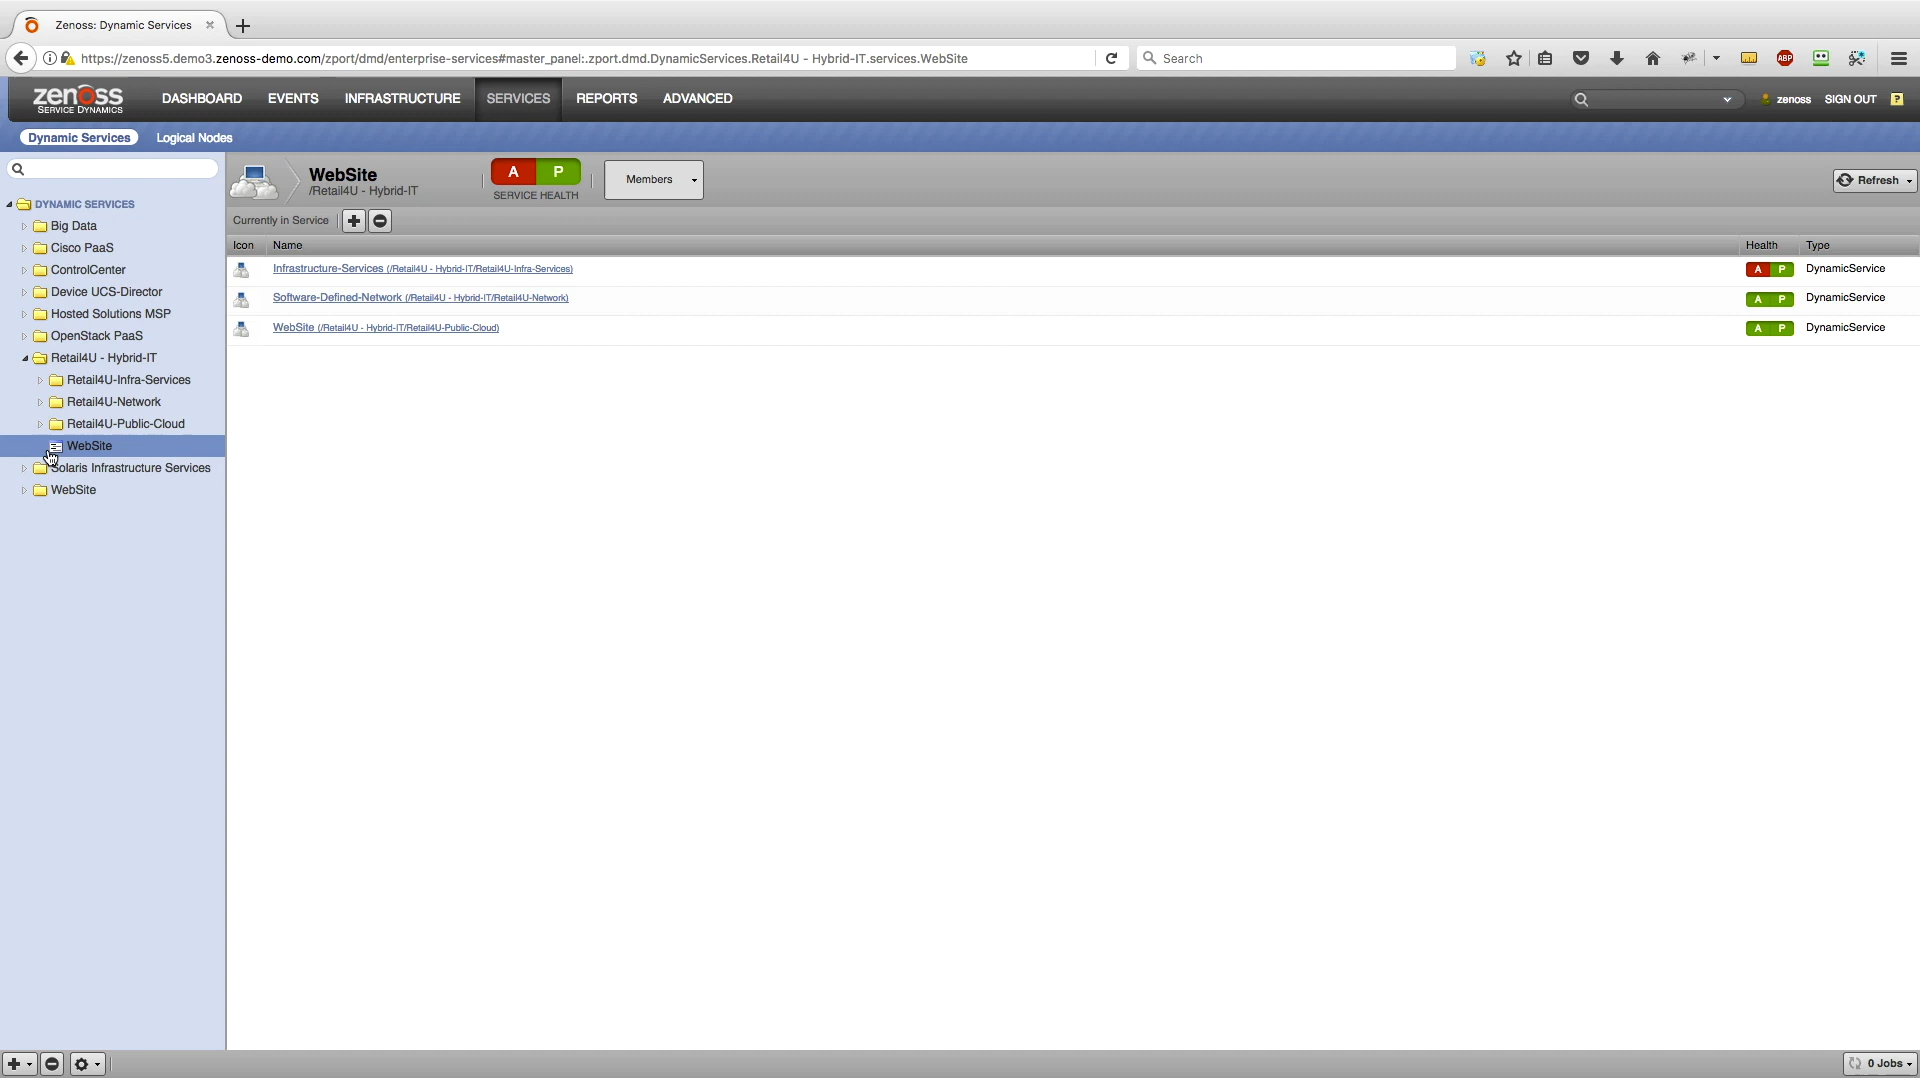 Zenoss: Dynamic Services
https://zenoss5.demo3.zenoss-demo.com/zport/dmd/enterprise-services#master_panel:.zport.dmd.DynamicServices.Retail4U - Hybrid-IT.services.WebSite
Search
ABP
zenoss
SERVICE DYNAMICS
DASHBOARD
EVENTS
INFRASTRUCTURE
SERVICES
REPORTS
ADVANCED
zenoss
SIGN OUT
?
Dynamic Services
Logical Nodes
DYNAMIC SERVICES
Big Data
Cisco PaaS
ControlCenter
Device UCS-Director
Hosted Solutions MSP
OpenStack PaaS
Retail4U - Hybrid-IT
Retail4U-Infra-Services
Retail4U-Network
Retail4U-Public-Cloud
WebSite
Solaris Infrastructure Services
WebSite
WebSite
/Retail4U - Hybrid-IT
A P
SERVICE HEALTH
Members
Refresh
Currently in Service
Icon Name Health Type
Infrastructure-Services (/Retail4U - Hybrid-IT/Retail4U-Infra-Services) A P DynamicService
Software-Defined-Network (/Retail4U - Hybrid-IT/Retail4U-Network) A P DynamicService
WebSite (/Retail4U - Hybrid-IT/Retail4U-Public-Cloud) A P DynamicService
0 Jobs